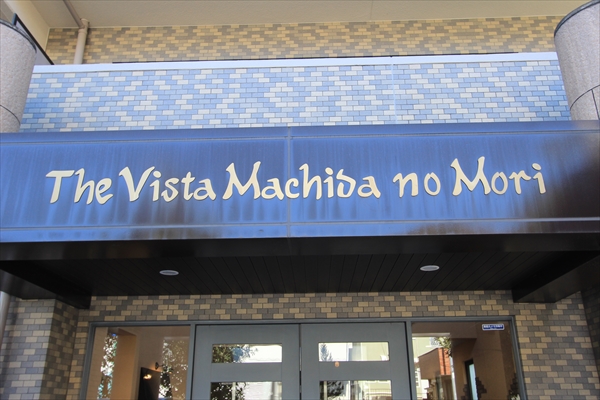 The Vista Machida no Mori